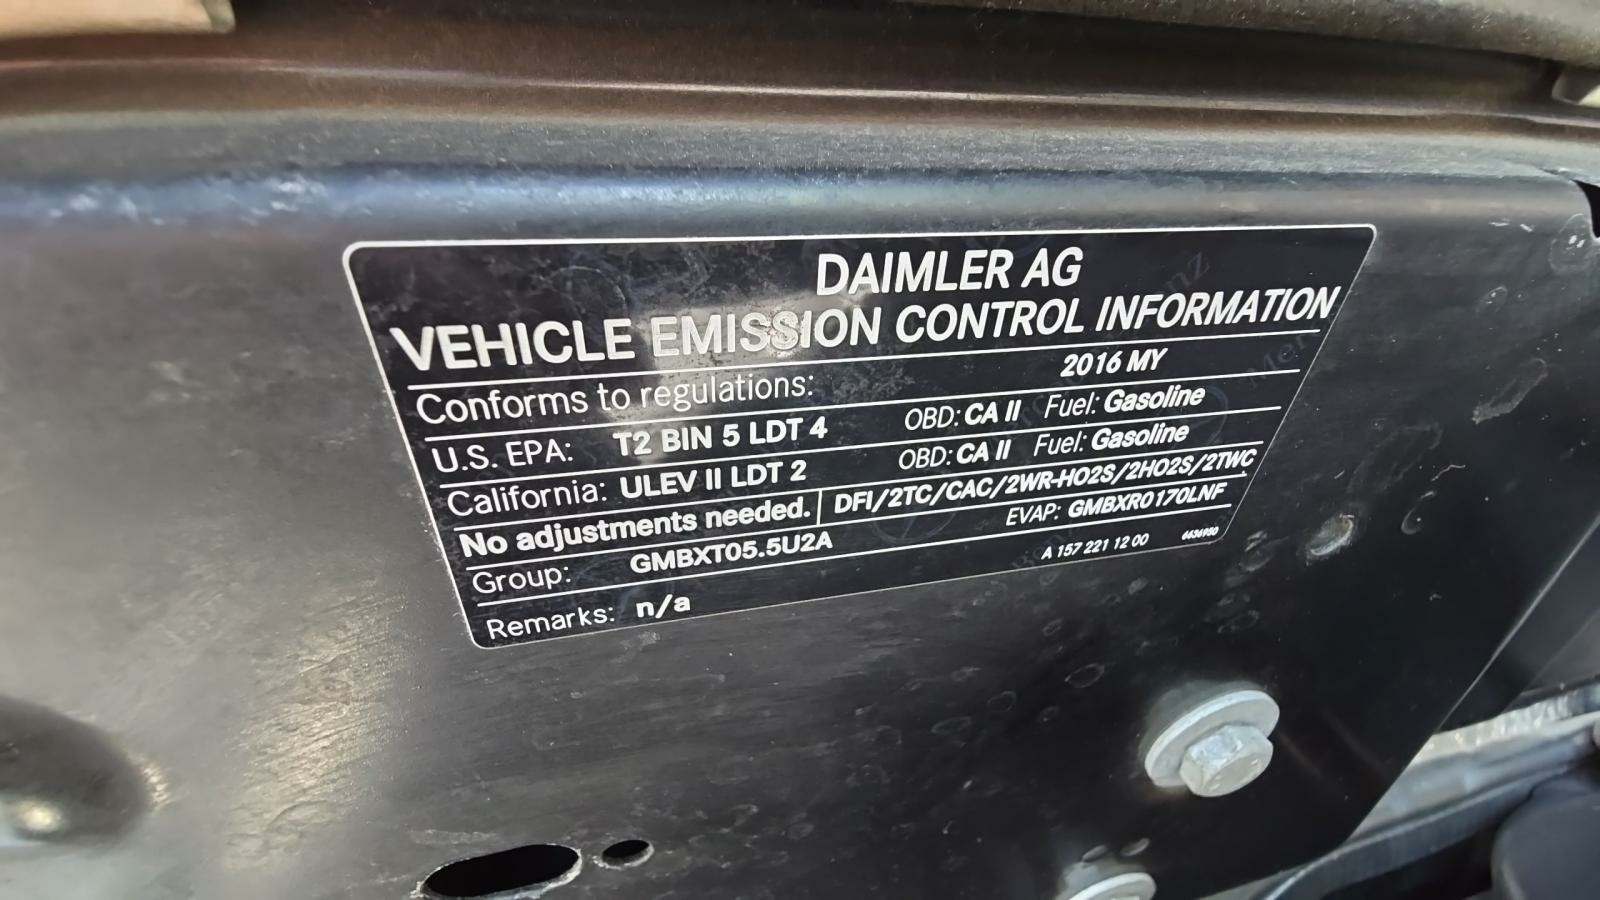 DAIMLER AG
VEHICLE EMISSION CONTROL INFORMATION
Conforms to regulations: 2016 MY
U.S. EPA: T2 BIN 5 LDT 4 OBD: CA II Fuel: Gasoline
California: ULEV II LDT 2 OBD: CA II Fuel: Gasoline
No adjustments needed. DFI/2TC/CAC/2WR-HO2S/2HO2S/2TWC
Group: GMBXT05.5U2A EVAP: GMBXR0170LNF
Remarks: n/a A 157 221 12 00